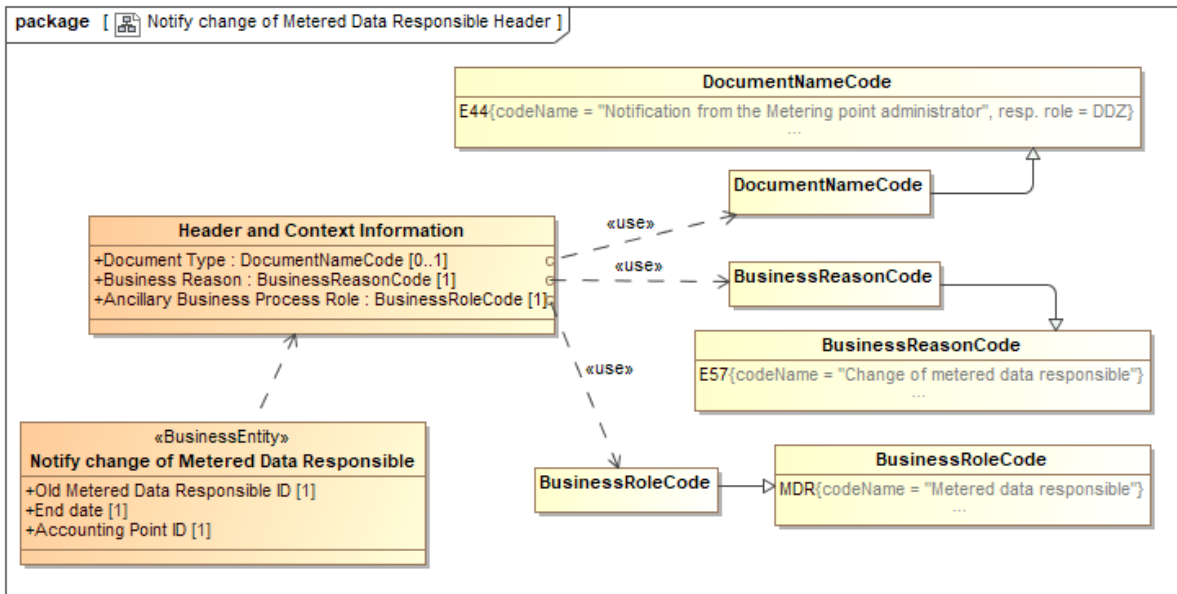 package [ Notify change of Metered Data Responsible Header ]
DocumentNameCode
E44{codeName = "Notification from the Metering point administrator", resp. role = DDZ}
...
DocumentNameCode
«use»
Header and Context Information
+Document Type : DocumentNameCode [0..1]
+Business Reason : BusinessReasonCode [1]
+Ancillary Business Process Role : BusinessRoleCode [1]
«use»
BusinessReasonCode
BusinessReasonCode
E57{codeName = "Change of metered data responsible"}
...
«use»
«BusinessEntity»
Notify change of Metered Data Responsible
+Old Metered Data Responsible ID [1]
+End date [1]
+Accounting Point ID [1]
BusinessRoleCode
BusinessRoleCode
MDR{codeName = "Metered data responsible"}
...